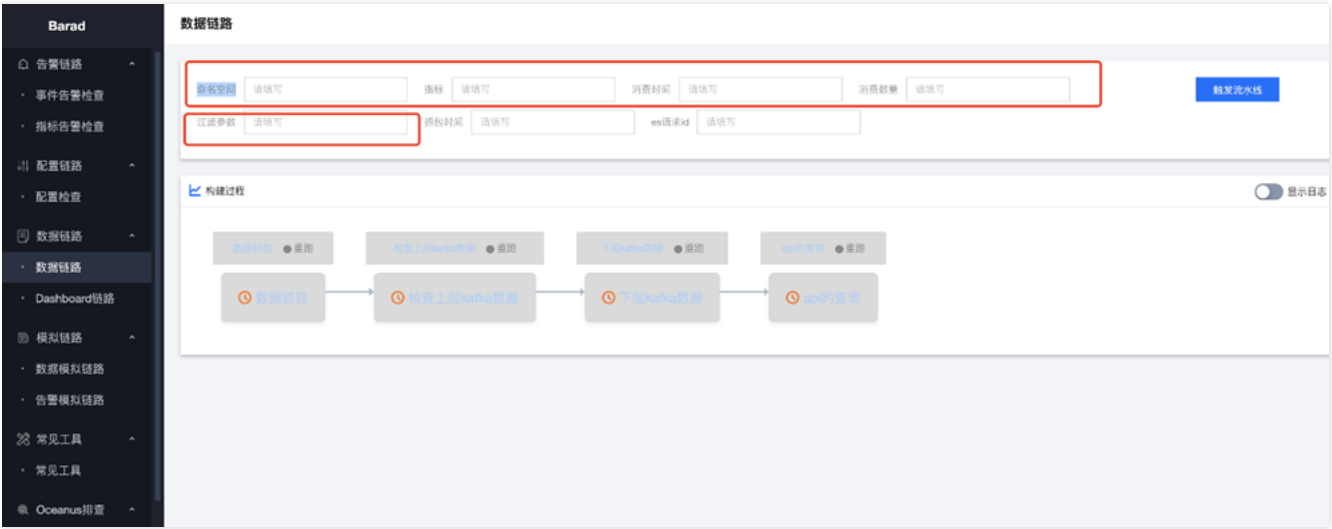 Barad
告警链路
事件告警检查
指标告警检查
配置链路
配置检查
数据链路
数据链路
Dashboard链路
模拟链路
数据模拟链路
告警模拟链路
常见工具
常见工具
Oceanus排查
数据链路
命名空间 请填写 指标 请填写 消费时间 请填写 消费数量 请填写 触发流水线
过滤参数 请填写 抓包时间 请填写 es请求id 请填写
构建过程 显示日志
数据抓包 重跑 检查上层kafka数据 重跑 下层kafka数据 重跑 api的查询 重跑
数据抓包 检查上层kafka数据 下层kafka数据 api的查询